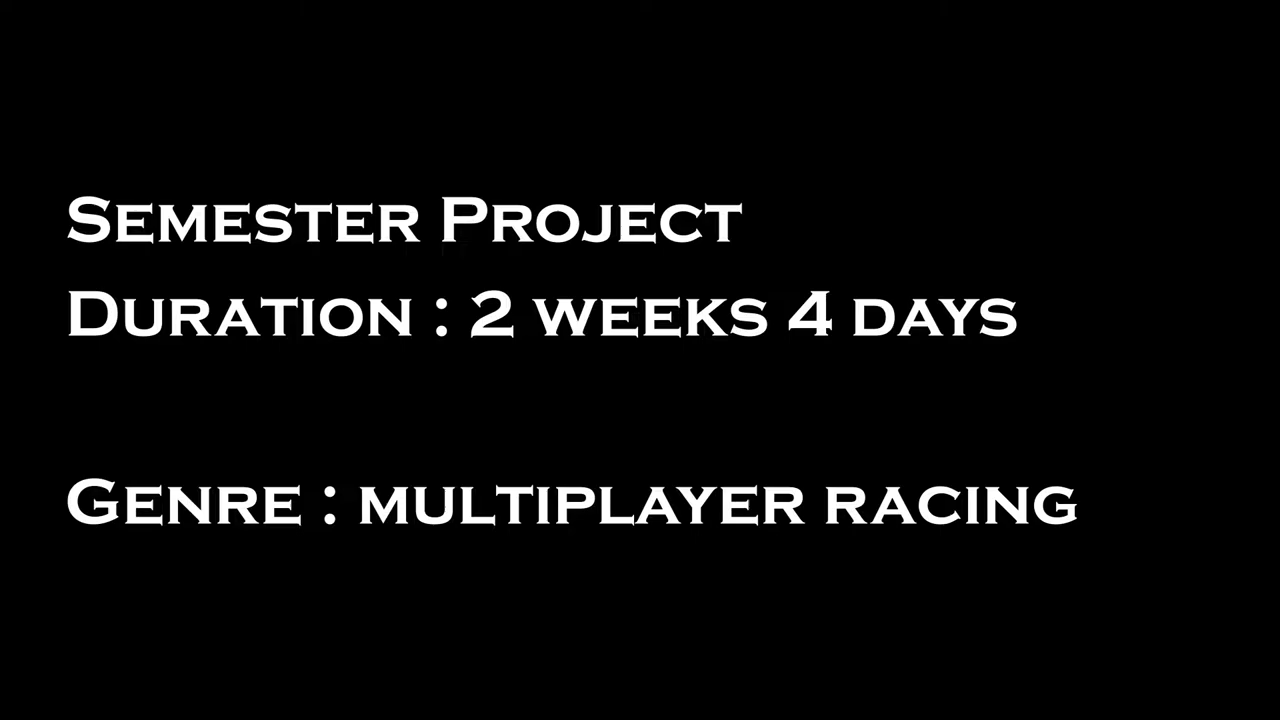 Semester Project
Duration : 2 weeks 4 days
Genre : multiplayer racing